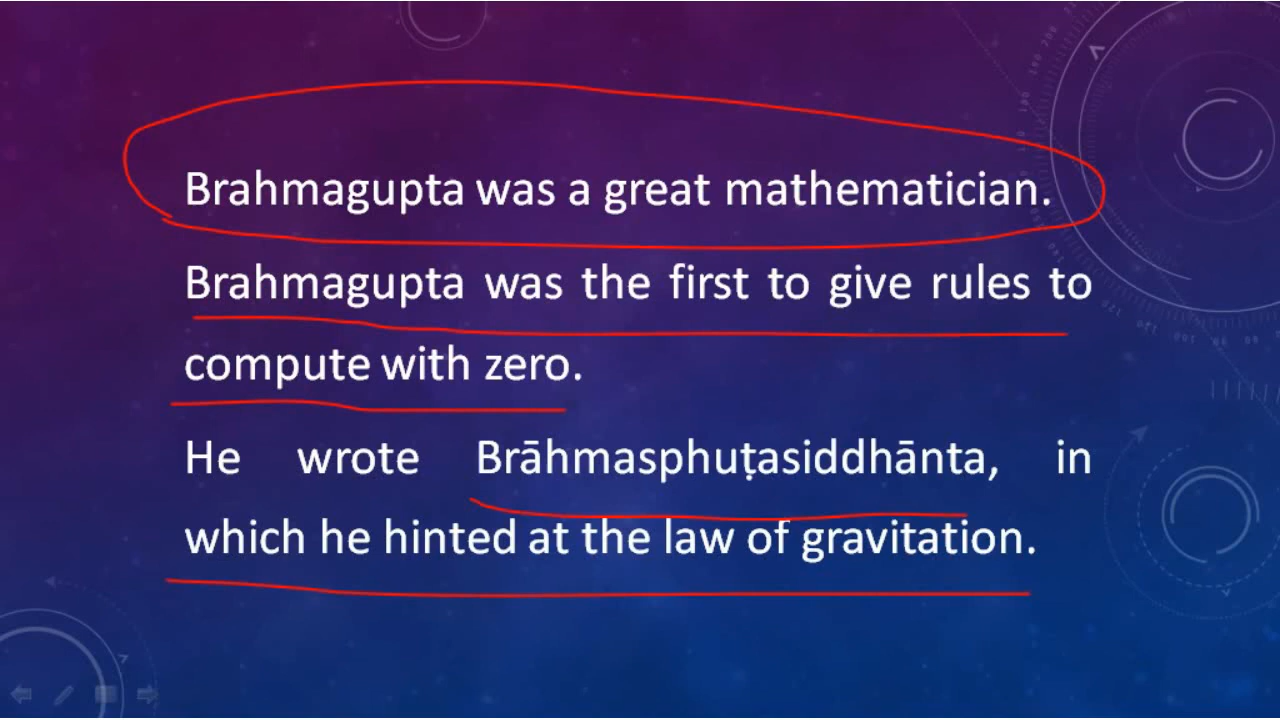 Brahmagupta was a great mathematician.
Brahmagupta was the first to give rules to
compute with zero.
He wrote Brāhmasphuṭasiddhānta, in
which he hinted at the law of gravitation.